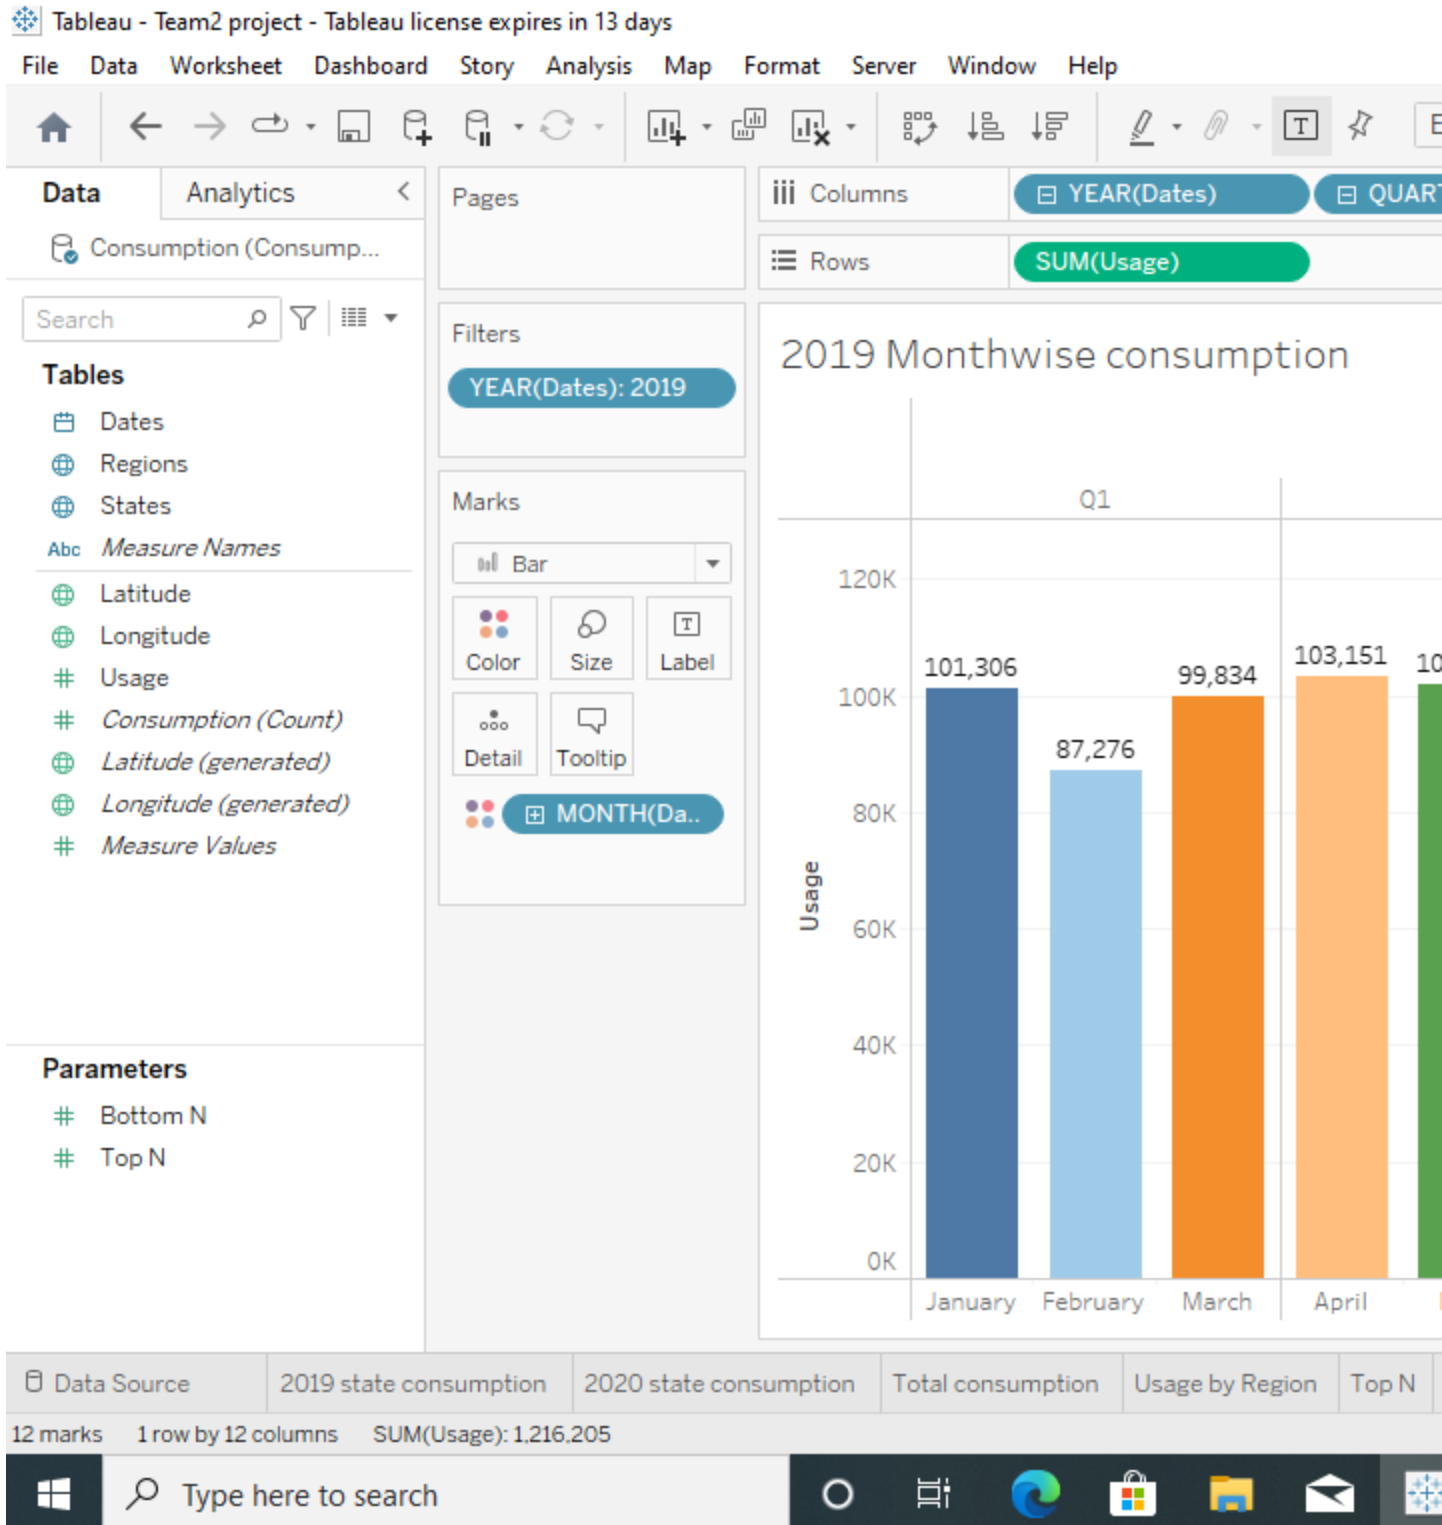 Tableau - Team2 project - Tableau license expires in 13 days
File Data Worksheet Dashboard Story Analysis Map Format Server Window Help
Data Analytics
Consumption (Consump...
Search
Tables
Dates
Regions
States
Abc Measure Names
Latitude
Longitude
Usage
Consumption (Count)
Latitude (generated)
Longitude (generated)
Measure Values
Parameters
Bottom N
Top N
Pages
Filters
YEAR(Dates): 2019
Marks
Bar
Color Size Label
Detail Tooltip
MONTH(Da..
Columns YEAR(Dates) QUART
Rows SUM(Usage)
2019 Monthwise consumption
Q1
120K
100K
80K
60K
40K
20K
0K
Usage
101,306
87,276
99,834
103,151
10
January February March April
Data Source 2019 state consumption 2020 state consumption Total consumption Usage by Region Top N
12 marks 1 row by 12 columns SUM(Usage): 1,216,205
Type here to search